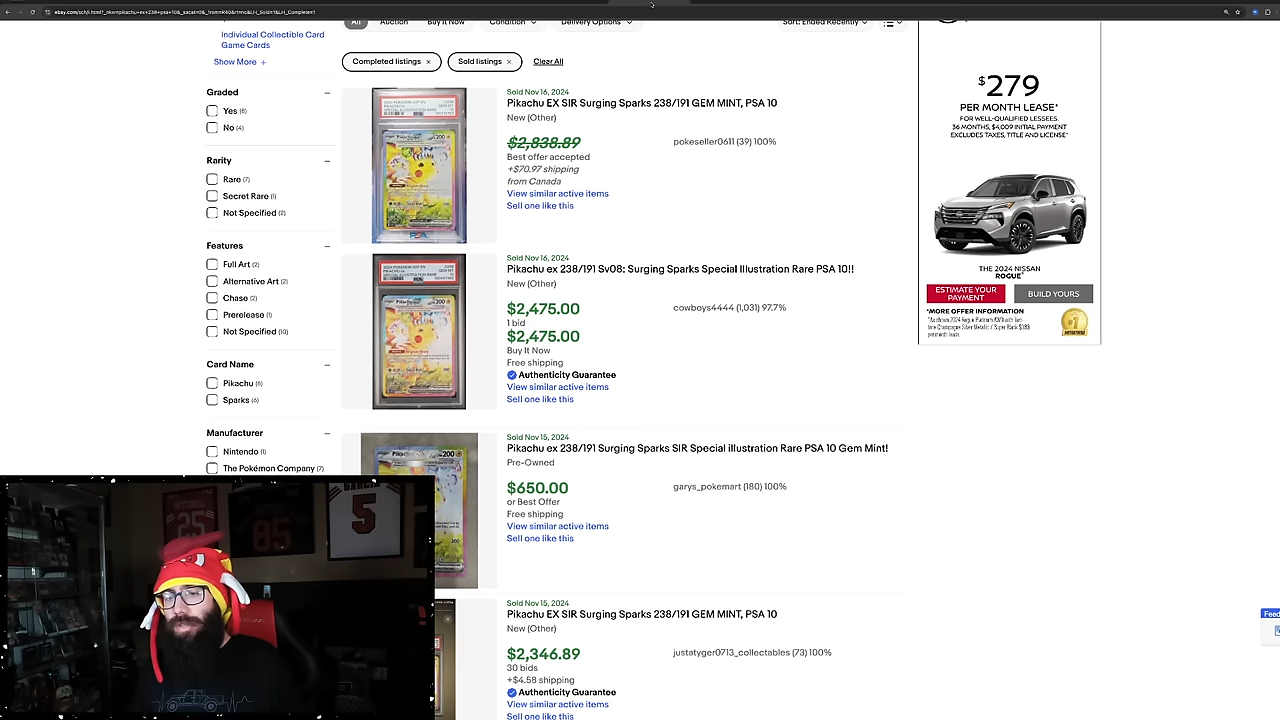 Individual Collectible Card
Game Cards
Show More +
Graded
Yes (8)
No (4)
Rarity
Rare (7)
Secret Rare (1)
Not Specified (2)
Features
Full Art (2)
Alternative Art (2)
Chase (2)
Prerelease (1)
Not Specified (10)
Card Name
Pikachu (6)
Sparks (6)
Manufacturer
Nintendo (1)
The Pokémon Company (7)
All
Auction
Buy It Now
Condition
Delivery Options
Sort: Ended Recently
Completed listings ×
Sold listings ×
Clear All
Sold Nov 16, 2024
Pikachu EX SIR Surging Sparks 238/191 GEM MINT, PSA 10
New (Other)
$2,838.89
Best offer accepted
+$70.97 shipping
from Canada
View similar active items
Sell one like this
pokeseller0611 (39) 100%
Sold Nov 16, 2024
Pikachu ex 238/191 Sv08: Surging Sparks Special Illustration Rare PSA 10!!
New (Other)
$2,475.00
1 bid
$2,475.00
Buy It Now
Free shipping
Authenticity Guarantee
View similar active items
Sell one like this
cowboys4444 (1,031) 97.7%
Sold Nov 15, 2024
Pikachu ex 238/191 Surging Sparks SIR Special illustration Rare PSA 10 Gem Mint!
Pre-Owned
$650.00
or Best Offer
Free shipping
View similar active items
Sell one like this
garys_pokemart (180) 100%
Sold Nov 15, 2024
Pikachu EX SIR Surging Sparks 238/191 GEM MINT, PSA 10
New (Other)
$2,346.89
30 bids
+$4.58 shipping
Authenticity Guarantee
View similar active items
Sell one like this
justatyger0713_collectables (73) 100%
$279
PER MONTH LEASE*
FOR WELL-QUALIFIED LESSEES.
36 MONTHS, $4,009 INITIAL PAYMENT
EXCLUDES TAXES, TITLE AND LICENSE*
THE 2024 NISSAN
ROGUE®
ESTIMATE YOUR
PAYMENT
BUILD YOURS
*MORE OFFER INFORMATION
200
200
200
25
85
GARCIA
5